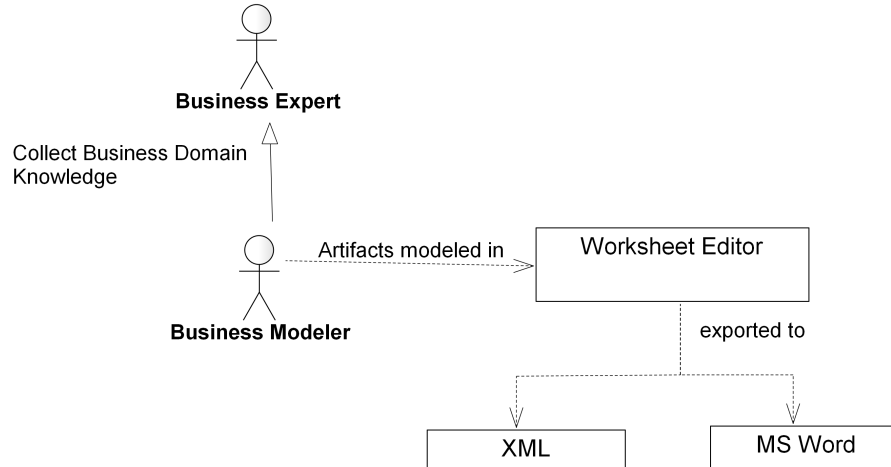 Business Expert
Collect Business Domain
Knowledge
Artifacts modeled in
Worksheet Editor
Business Modeler
exported to
XML
MS Word